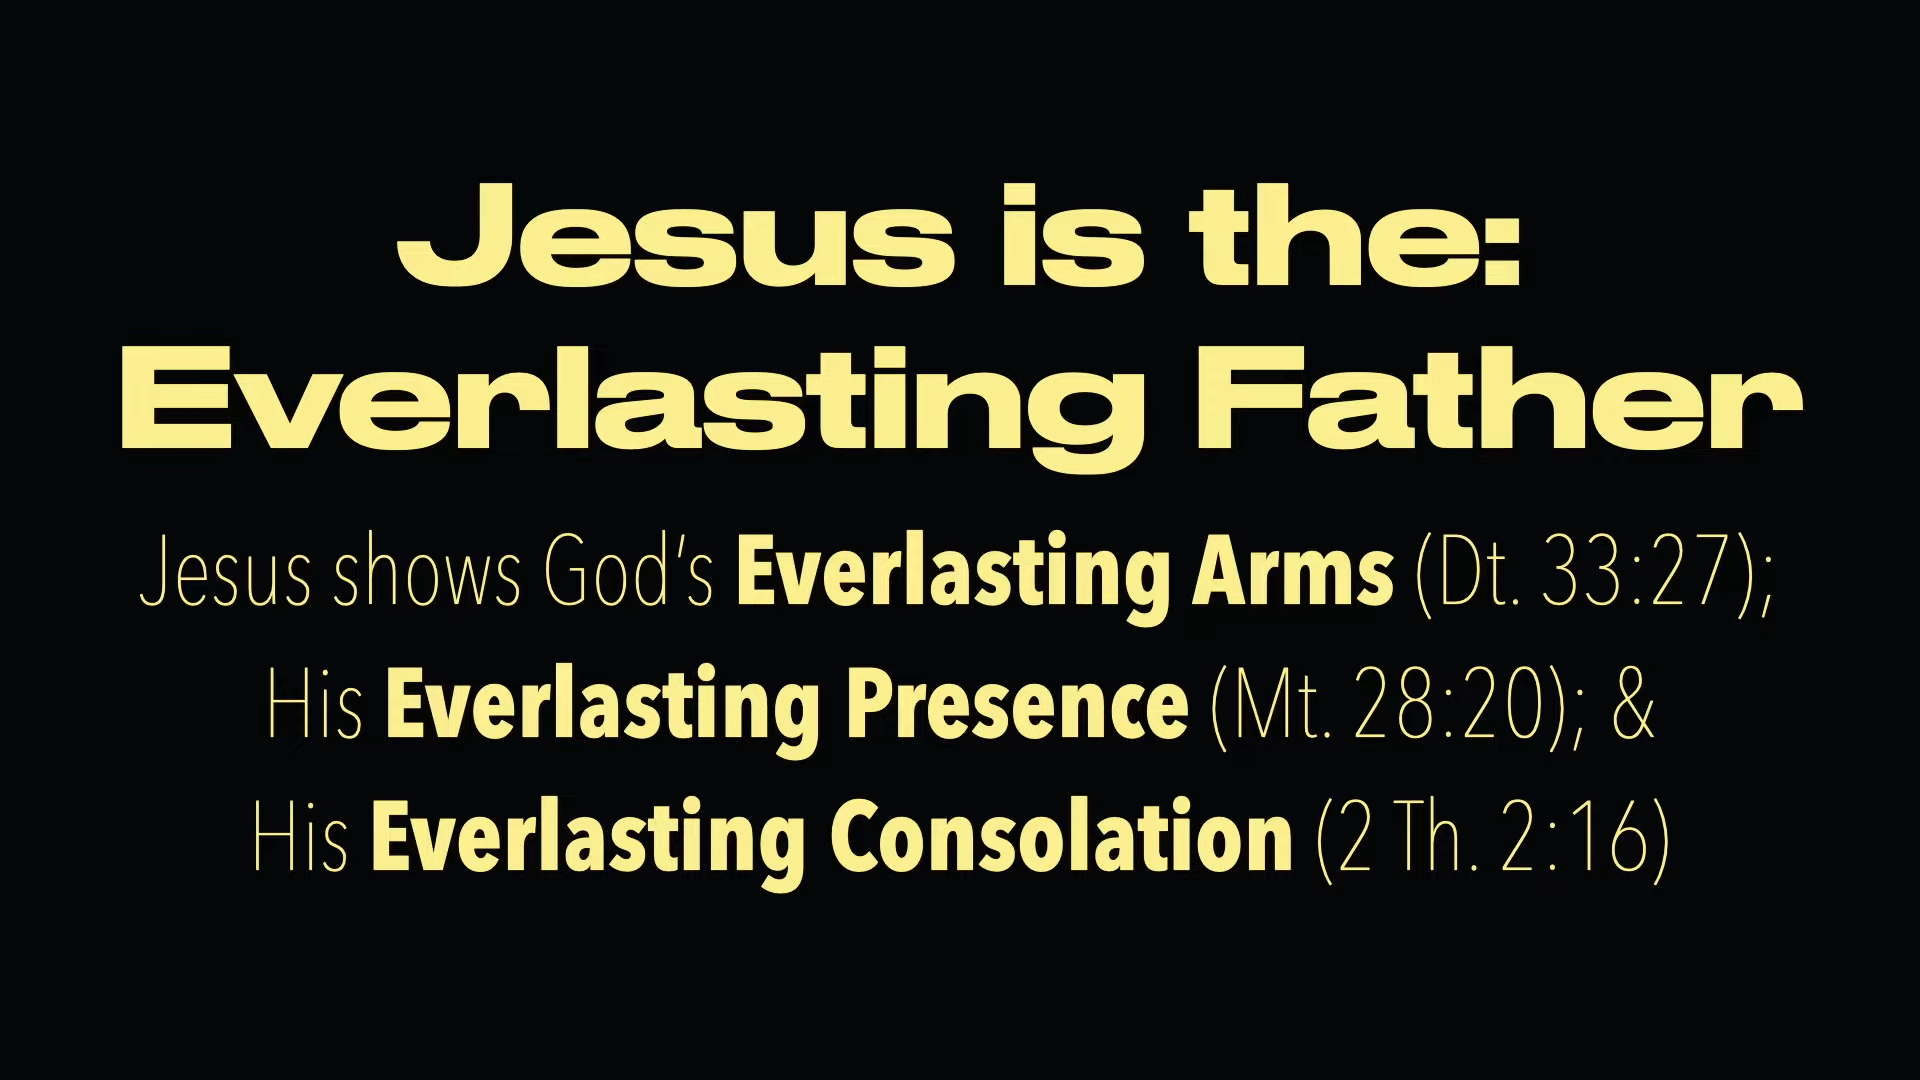 Jesus is the:
Everlasting Father
Jesus shows God's Everlasting Arms (Dt. 33:27);
His Everlasting Presence (Mt. 28:20); &
His Everlasting Consolation (2 Th. 2:16)